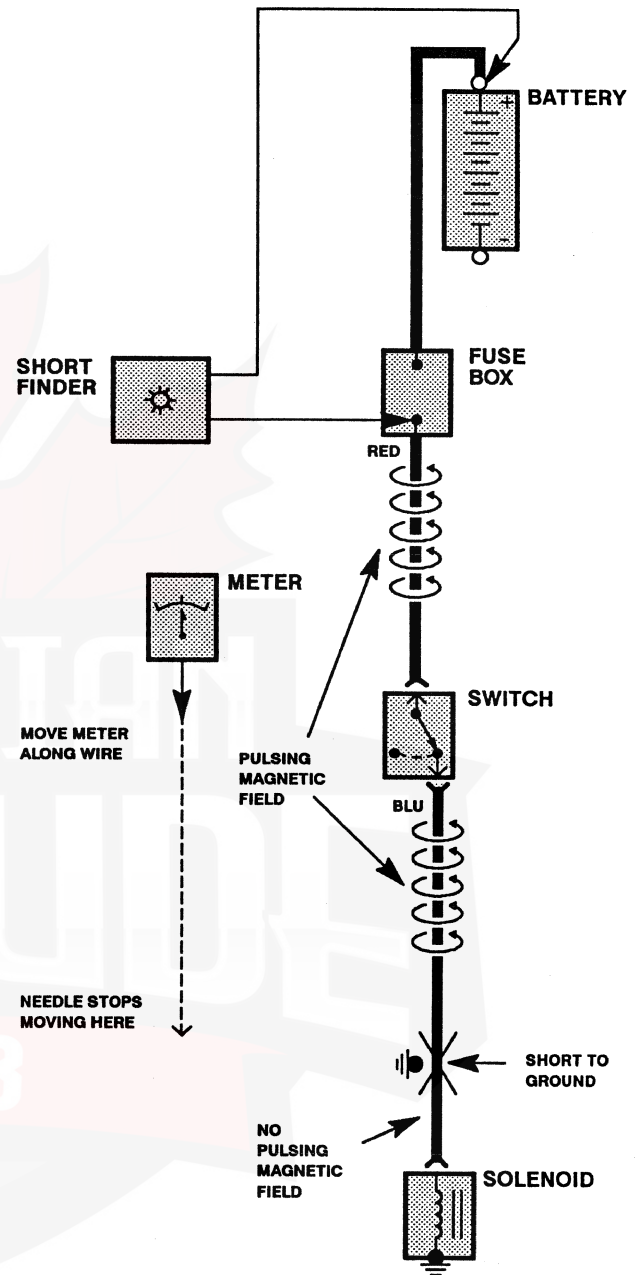 BATTERY
+
-
SHORT
FINDER
FUSE
BOX
RED
METER
SWITCH
MOVE METER
ALONG WIRE
PULSING
MAGNETIC
FIELD
BLU
NEEDLE STOPS
MOVING HERE
SHORT TO
GROUND
NO
PULSING
MAGNETIC
FIELD
SOLENOID